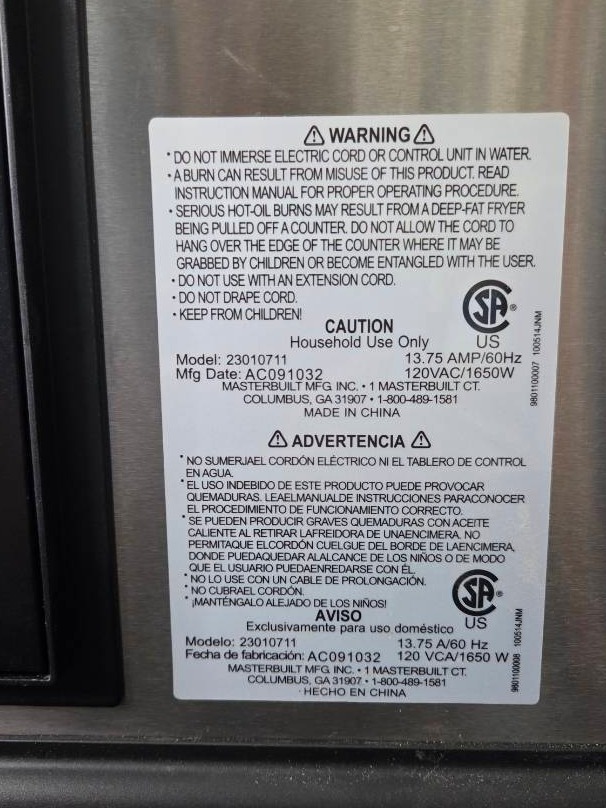 ⚠ WARNING ⚠
• DO NOT IMMERSE ELECTRIC CORD OR CONTROL UNIT IN WATER.
• A BURN CAN RESULT FROM MISUSE OF THIS PRODUCT. READ
INSTRUCTION MANUAL FOR PROPER OPERATING PROCEDURE.
• SERIOUS HOT-OIL BURNS MAY RESULT FROM A DEEP-FAT FRYER
BEING PULLED OFF A COUNTER. DO NOT ALLOW THE CORD TO
HANG OVER THE EDGE OF THE COUNTER WHERE IT MAY BE
GRABBED BY CHILDREN OR BECOME ENTANGLED WITH THE USER.
• DO NOT USE WITH AN EXTENSION CORD.
• DO NOT DRAPE CORD.
• KEEP FROM CHILDREN!
SA®
US
CAUTION
Household Use Only
Model: 23010711 13.75 AMP/60Hz
Mfg Date: AC091032 120VAC/1650W
MASTERBUILT MFG. INC. • 1 MASTERBUILT CT.
COLUMBUS, GA 31907 • 1-800-489-1581
MADE IN CHINA
9801100007 100514JNM
⚠ ADVERTENCIA ⚠
• NO SUMERJAEL CORDÓN ELÉCTRICO NI EL TABLERO DE CONTROL
EN AGUA.
• EL USO INDEBIDO DE ESTE PRODUCTO PUEDE PROVOCAR
QUEMADURAS. LEAELMANUALDE INSTRUCCIONES PARACONOCER
EL PROCEDIMIENTO DE FUNCIONAMIENTO CORRECTO.
• SE PUEDEN PRODUCIR GRAVES QUEMADURAS CON ACEITE
CALIENTE AL RETIRAR LAFREIDORA DE UNAENCIMERA. NO
PERMITAQUE ELCORDÓN CUELGUE DEL BORDE DE LAENCIMERA,
DONDE PUEDAQUEDAR ALALCANCE DE LOS NIÑOS O DE MODO
QUE EL USUARIO PUEDAENREDARSE CON ÉL.
• NO LO USE CON UN CABLE DE PROLONGACIÓN.
• NO CUBRAEL CORDÓN.
• ¡MANTÉNGALO ALEJADO DE LOS NIÑOS!
SA®
US
AVISO
Exclusivamente para uso doméstico
Modelo: 23010711 13.75 A/60 Hz
Fecha de fabricación: AC091032 120 VCA/1650 W
MASTERBUILT MFG. INC. • 1 MASTERBUILT CT.
COLUMBUS, GA 31907 • 1-800-489-1581
HECHO EN CHINA
9801100008 100514JNM